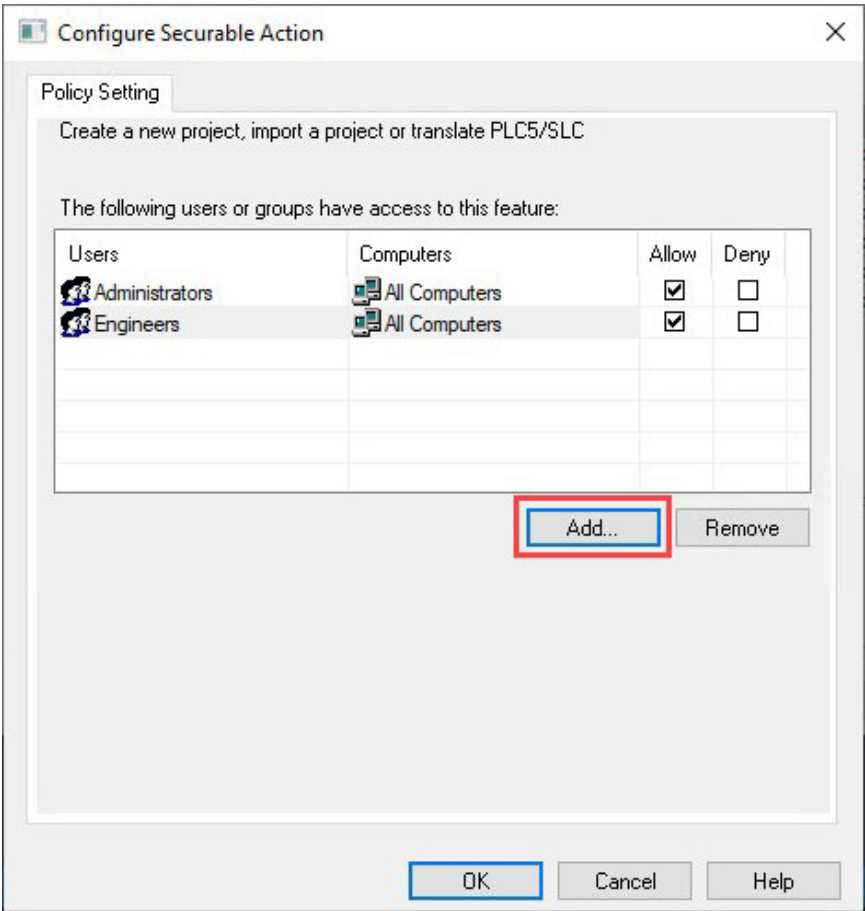 Configure Securable Action
Policy Setting
Create a new project, import a project or translate PLC5/SLC
The following users or groups have access to this feature:
Users Computers Allow Deny
Administrators All Computers
Engineers All Computers
Add... Remove
OK Cancel Help